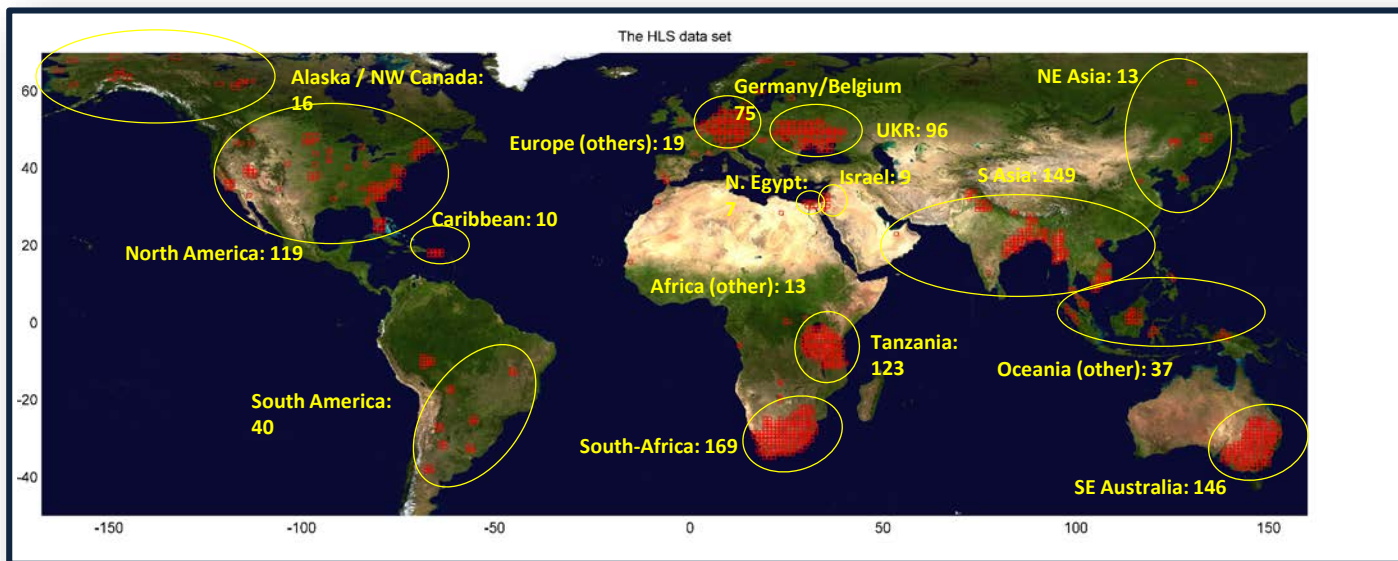 The HLS data set
Alaska / NW Canada:
16
Germany/Belgium
75
NE Asia: 13
UKR: 96
Europe (others): 19
N. Egypt:
7
Israel: 9
S Asia: 149
Caribbean: 10
North America: 119
Africa (other): 13
Tanzania:
123
Oceania (other): 37
South America:
40
South-Africa: 169
SE Australia: 146
60
40
20
0
-20
-40
-150
-100
-50
0
50
100
150